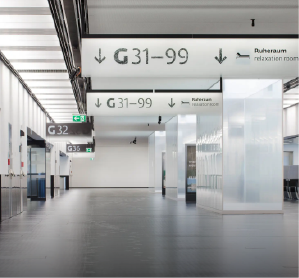 ↓ G31–99 ↓ Ruheraum
relaxation room
↓ G31–99 ↓ Ruheraum
relaxation room
G32
G36